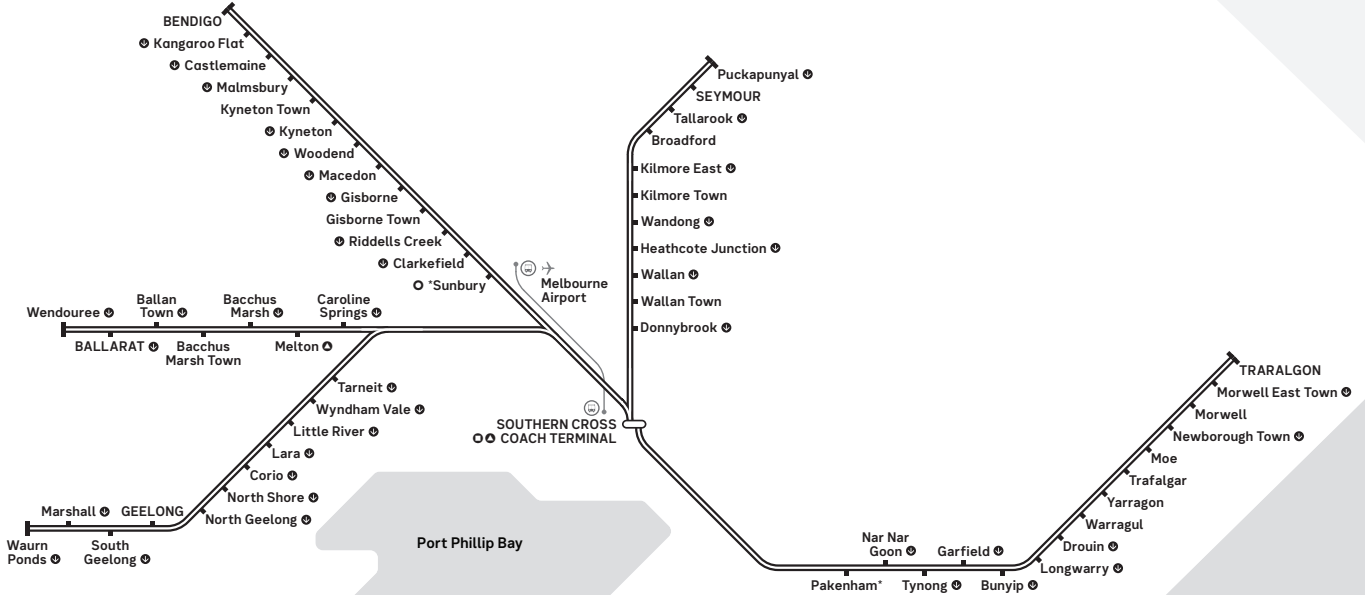 BENDIGO
Kangaroo Flat
Castlemaine
Malmsbury
Kyneton Town
Kyneton
Woodend
Macedon
Gisborne
Gisborne Town
Riddells Creek
Clarkefield
*Sunbury
Melbourne
Airport
Puckapunyal
SEYMOUR
Tallarook
Broadford
Kilmore East
Kilmore Town
Wandong
Heathcote Junction
Wallan
Wallan Town
Donnybrook
Wendouree
Ballan
Town
Bacchus
Marsh
Caroline
Springs
BALLARAT
Bacchus
Marsh Town
Melton
Tarneit
Wyndham Vale
Little River
Lara
Corio
North Shore
North Geelong
Marshall
GEELONG
Waurn
Ponds
South
Geelong
SOUTHERN CROSS
COACH TERMINAL
Port Phillip Bay
TRARALGON
Morwell East Town
Morwell
Newborough Town
Moe
Trafalgar
Yarragon
Warragul
Drouin
Longwarry
Nar Nar
Goon
Garfield
Pakenham*
Tynong
Bunyip